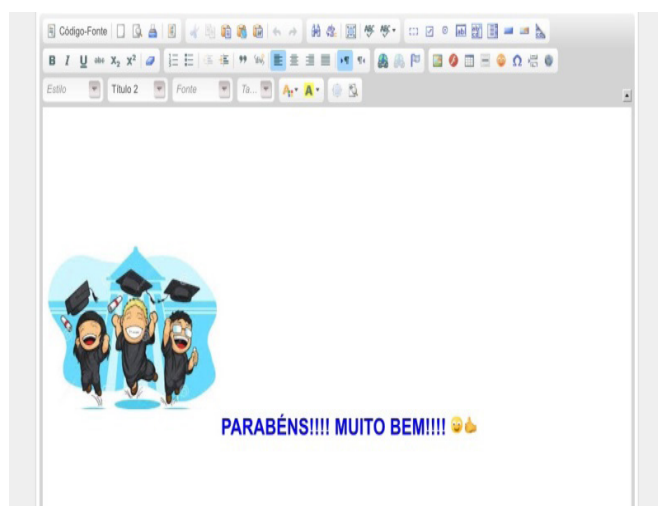 Código-Fonte
Estilo Título 2 Fonte Ta...
PARABÉNS!!!! MUITO BEM!!!! 😉👍